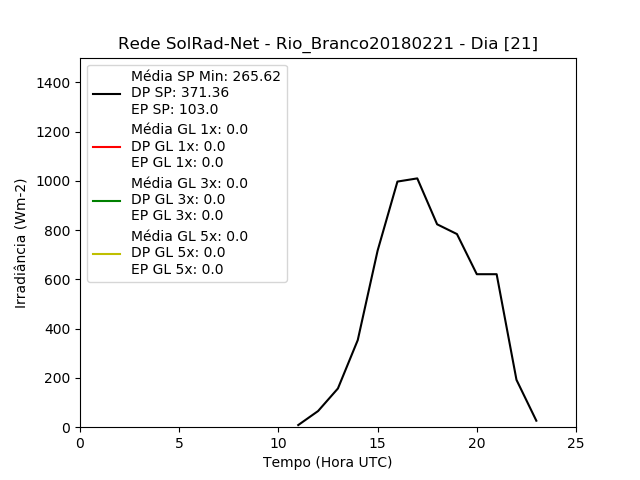 Rede SolRad-Net - Rio_Branco20180221 - Dia [21]
Média SP Min: 265.62
DP SP: 371.36
EP SP: 103.0
Média GL 1x: 0.0
DP GL 1x: 0.0
EP GL 1x: 0.0
Média GL 3x: 0.0
DP GL 3x: 0.0
EP GL 3x: 0.0
Média GL 5x: 0.0
DP GL 5x: 0.0
EP GL 5x: 0.0
Irradiância (Wm-2)
1400
1200
1000
800
600
400
200
0
0 5 10 15 20 25
Tempo (Hora UTC)